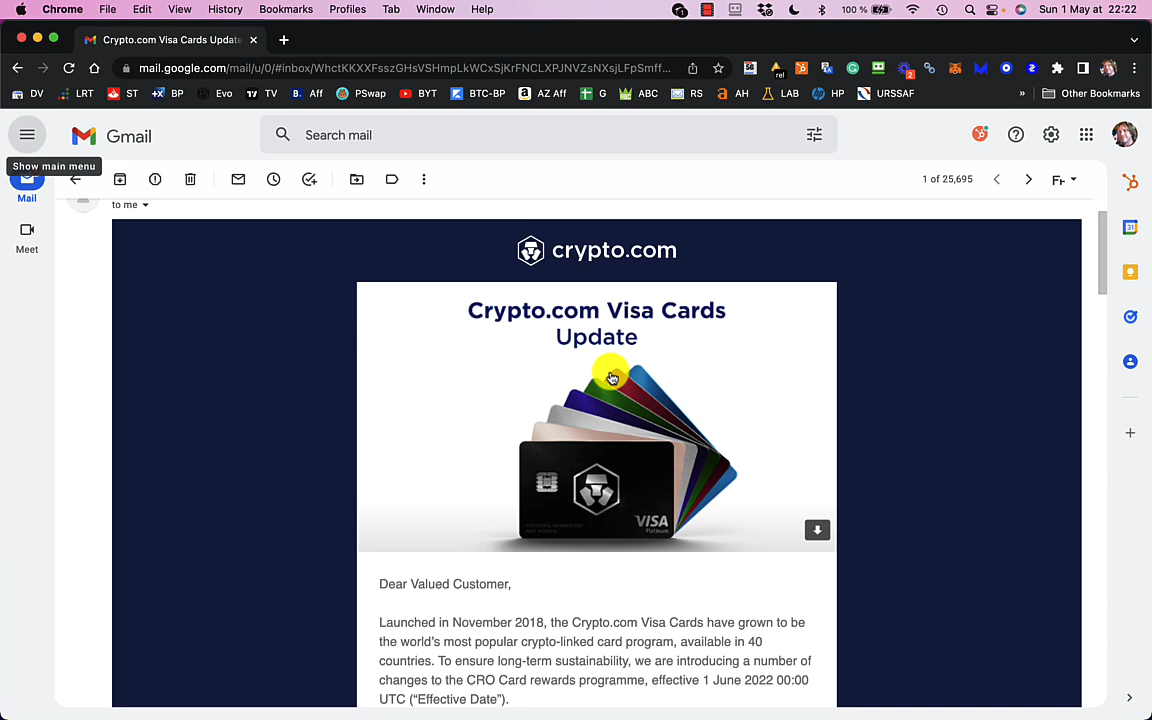 Chrome File Edit View History Bookmarks Profiles Tab Window Help 100 % Sun 1 May at 22:22
Crypto.com Visa Cards Update
mail.google.com/mail/u/0/#inbox/WhctKKXXFsszGHsVSHmpLkWCxSjKrFNCLXPJNVZsNXsjLFpSmff... rel 2
DV LRT ST BP Evo TV Aff PSwap BYT BTC-BP AZ Aff G ABC RS AH LAB HP URSSAF » Other Bookmarks
Gmail Search mail
Show main menu
1 of 25,695
Mail
to me
Meet
31
crypto.com
Crypto.com Visa Cards
Update
VISA
Platinum
Dear Valued Customer,
Launched in November 2018, the Crypto.com Visa Cards have grown to be
the world's most popular crypto-linked card program, available in 40
countries. To ensure long-term sustainability, we are introducing a number of
changes to the CRO Card rewards programme, effective 1 June 2022 00:00
UTC (“Effective Date”).